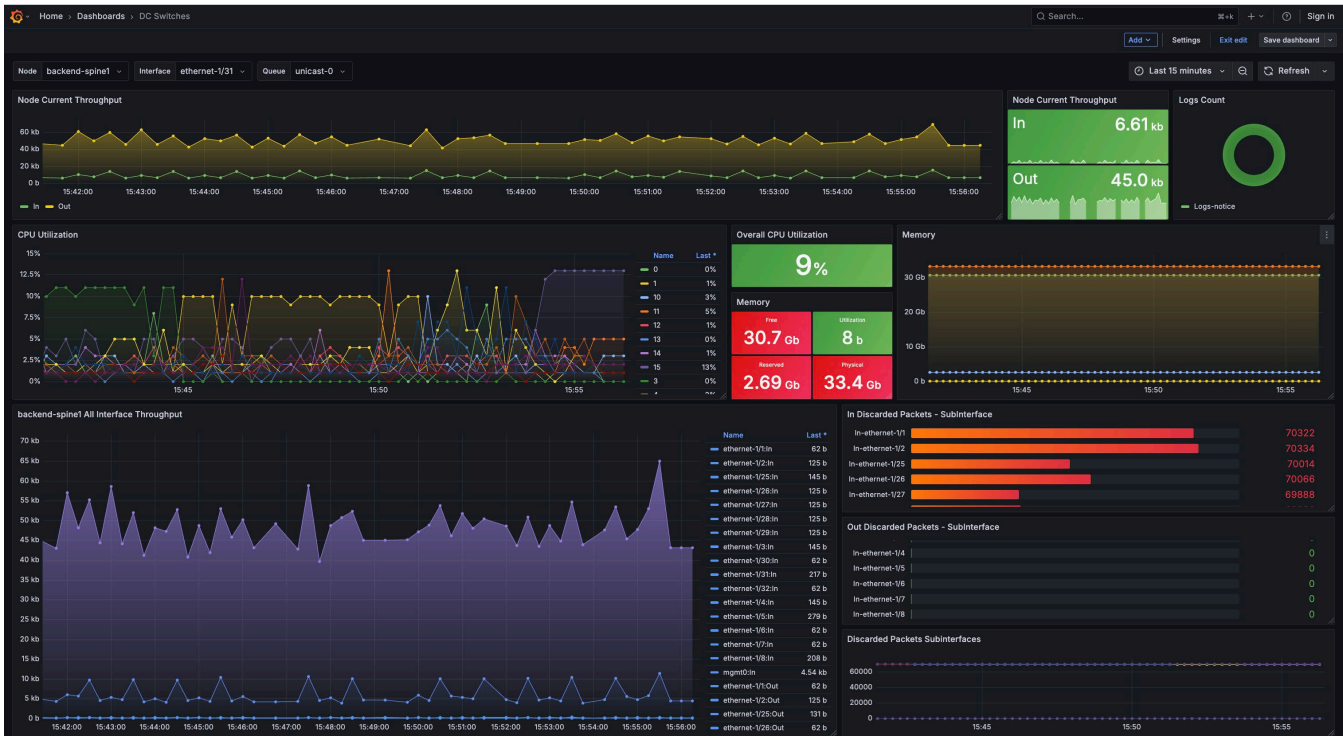 Home › Dashboards › DC Switches
Search...
⌘+k
Sign in
Add
Settings
Exit edit
Save dashboard
Node backend-spine1
Interface ethernet-1/31
Queue unicast-0
Last 15 minutes
Refresh
Node Current Throughput
60 kb
40 kb
20 kb
0 b
15:42:00 15:43:00 15:44:00 15:45:00 15:46:00 15:47:00 15:48:00 15:49:00 15:50:00 15:51:00 15:52:00 15:53:00 15:54:00 15:55:00 15:56:00
In Out
Node Current Throughput
In 6.61 kb
Out 45.0 kb
Logs Count
Logs-notice
CPU Utilization
15%
12.5%
10%
7.5%
5%
2.5%
0%
15:45 15:50 15:55
Name Last *
0 0%
1 1%
10 3%
11 5%
12 1%
13 0%
14 1%
15 13%
3 0%
Overall CPU Utilization
9%
Memory
Free
30.7 Gb
Utilization
8 b
Reserved
2.69 Gb
Physical
33.4 Gb
Memory
30 Gb
20 Gb
10 Gb
0 b
15:45 15:50 15:55
backend-spine1 All Interface Throughput
70 kb
65 kb
60 kb
55 kb
50 kb
45 kb
40 kb
35 kb
30 kb
25 kb
20 kb
15 kb
10 kb
5 kb
0 b
15:42:00 15:43:00 15:44:00 15:45:00 15:46:00 15:47:00 15:48:00 15:49:00 15:50:00 15:51:00 15:52:00 15:53:00 15:54:00 15:55:00 15:56:00
Name Last *
ethernet-1/1:In 62 b
ethernet-1/2:In 125 b
ethernet-1/25:In 145 b
ethernet-1/26:In 125 b
ethernet-1/27:In 125 b
ethernet-1/28:In 125 b
ethernet-1/29:In 125 b
ethernet-1/3:In 145 b
ethernet-1/30:In 62 b
ethernet-1/31:In 217 b
ethernet-1/32:In 62 b
ethernet-1/4:In 145 b
ethernet-1/5:In 279 b
ethernet-1/6:In 62 b
ethernet-1/7:In 62 b
ethernet-1/8:In 208 b
mgmt0:In 4.54 kb
ethernet-1/1:Out 62 b
ethernet-1/2:Out 125 b
ethernet-1/25:Out 131 b
ethernet-1/26:Out 62 b
In Discarded Packets - SubInterface
In-ethernet-1/1 70322
In-ethernet-1/2 70334
In-ethernet-1/25 70014
In-ethernet-1/26 70066
In-ethernet-1/27 69888
Out Discarded Packets - SubInterface
In-ethernet-1/4 0
In-ethernet-1/5 0
In-ethernet-1/6 0
In-ethernet-1/7 0
In-ethernet-1/8 0
Discarded Packets Subinterfaces
60000
40000
20000
0
15:45 15:50 15:55